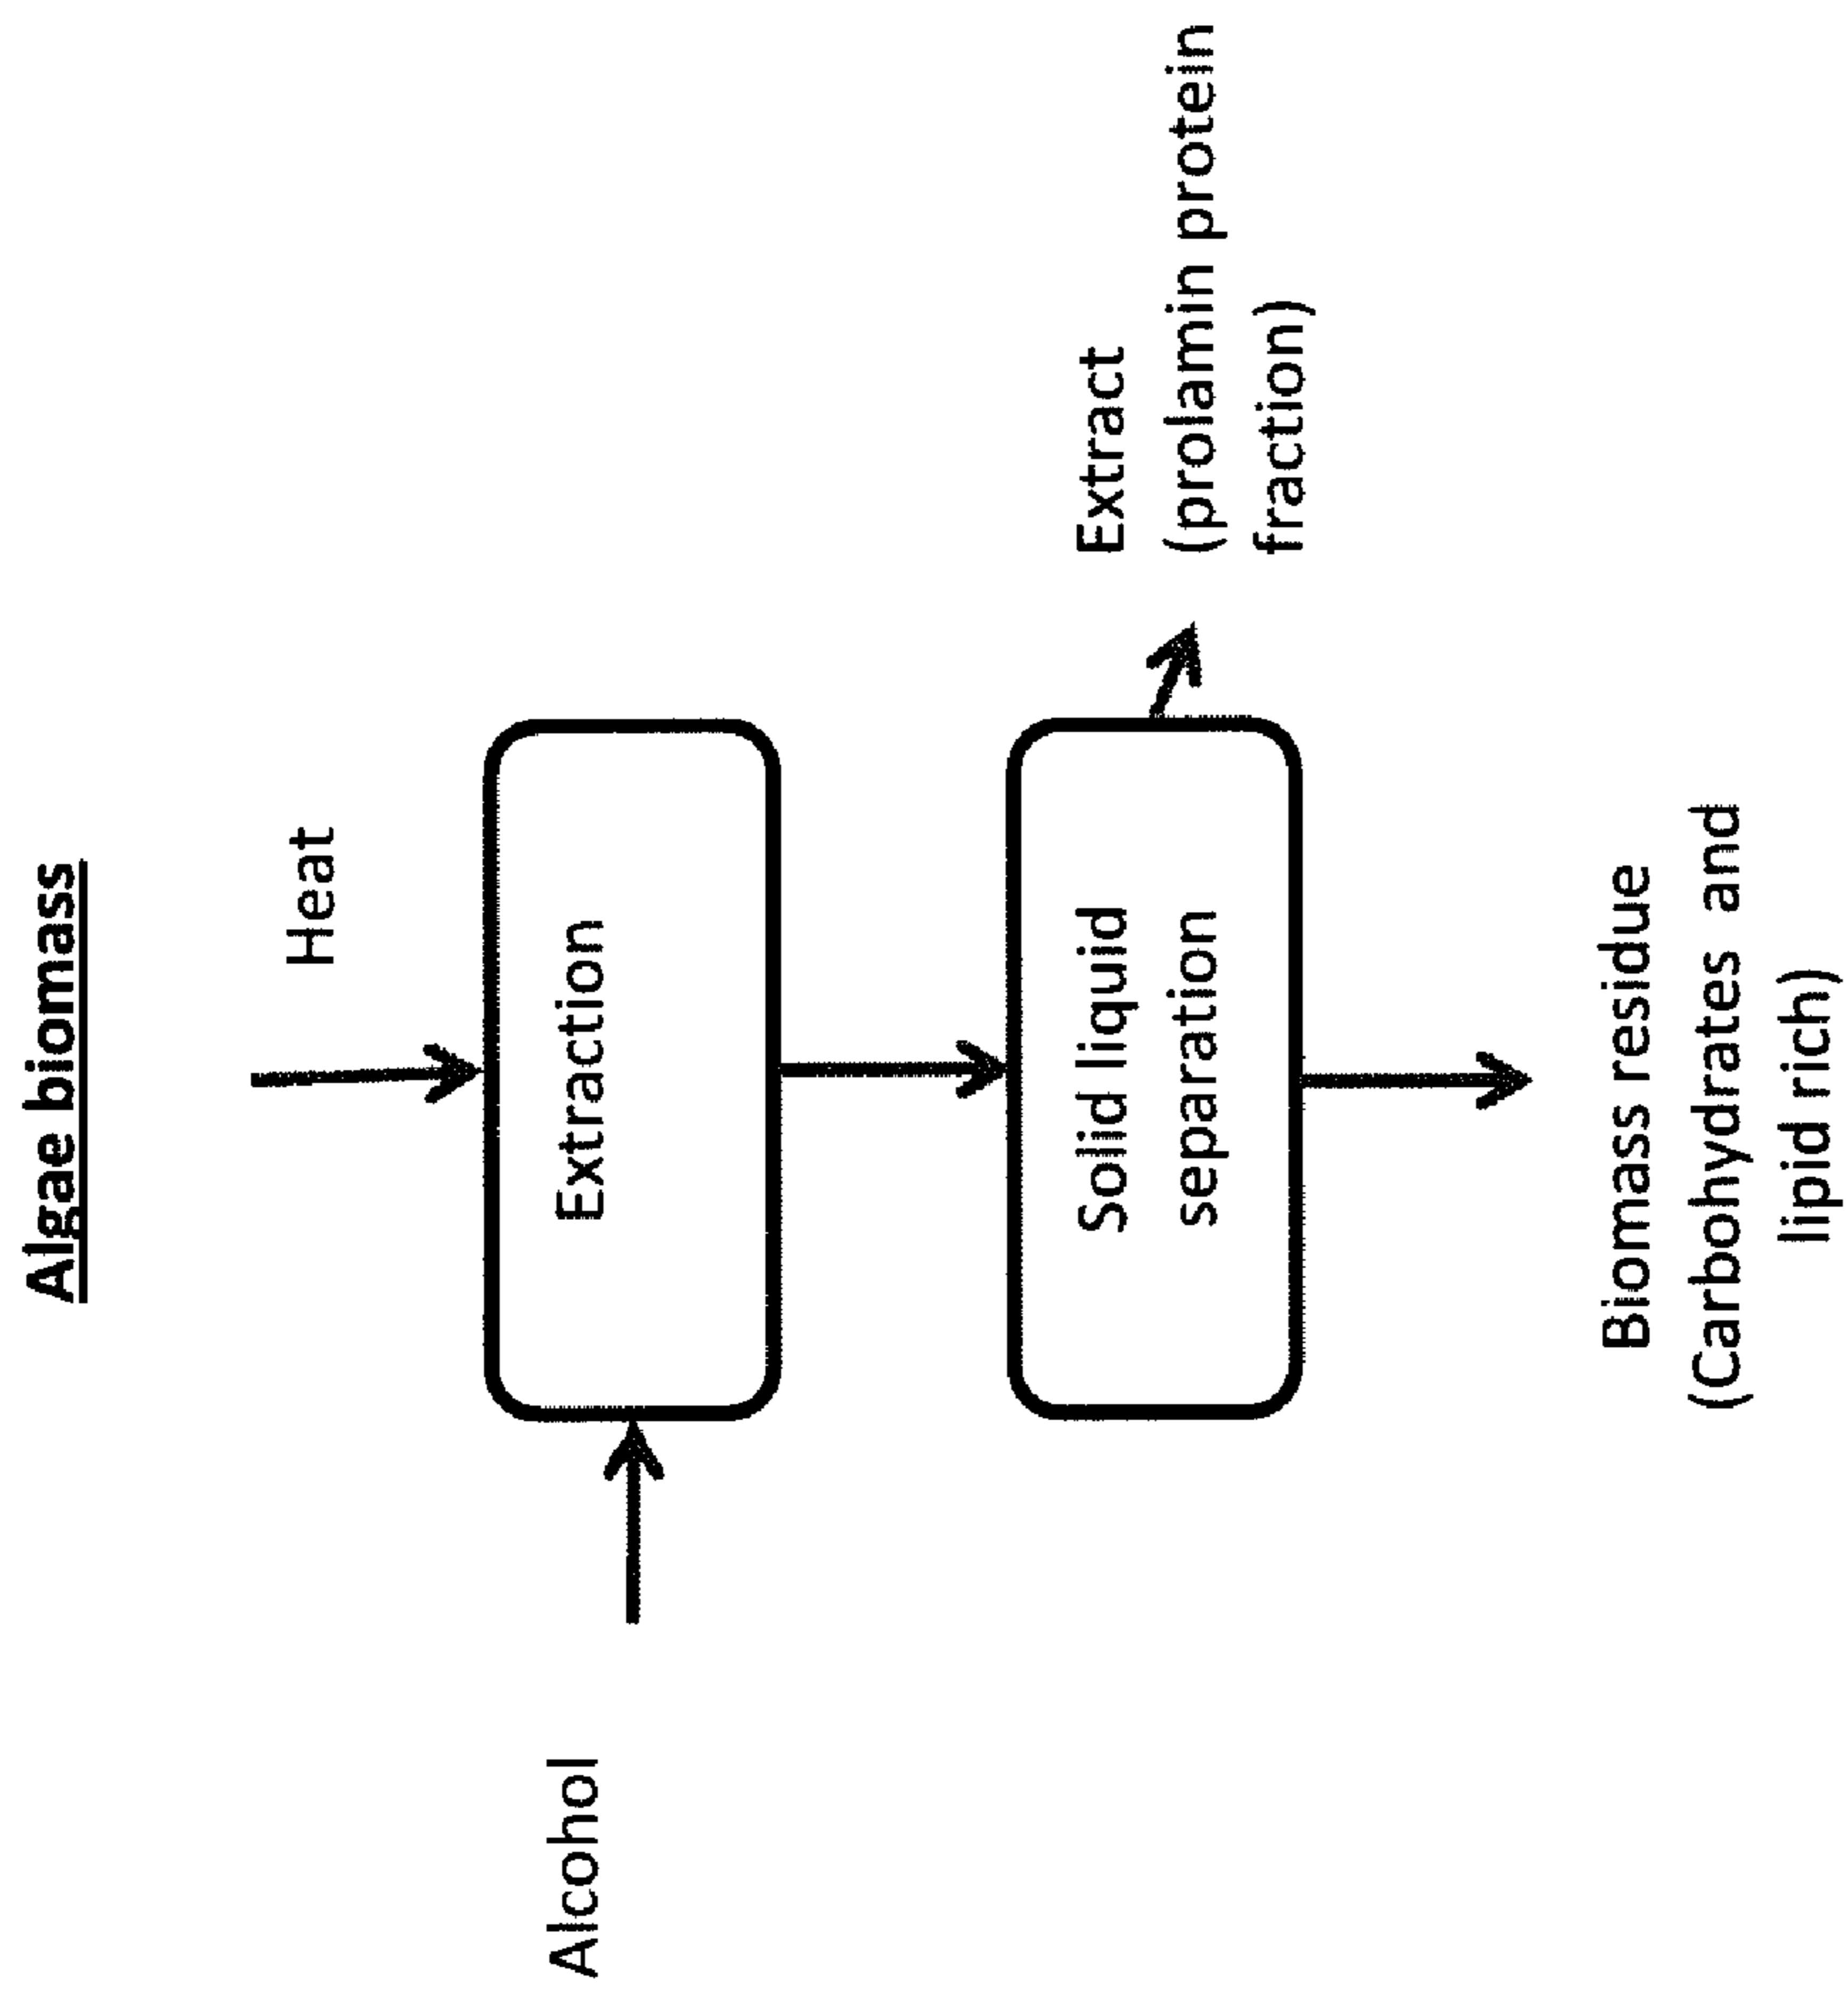 Algae biomass
Heat
Alcohol
Extraction
Solid liquid
separation
Extract
(prolamin protein
fraction)
Biomass residue
(Carbohydrates and
lipid rich)